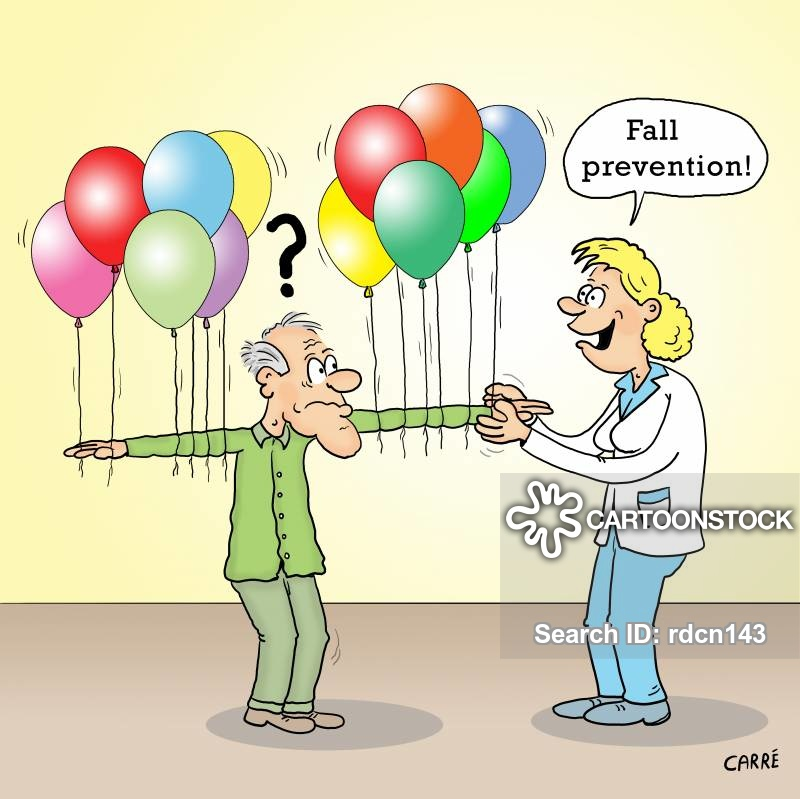 Fall
prevention!
?
CARTOONSTOCK
Search ID: rdcn143
CARRÉ